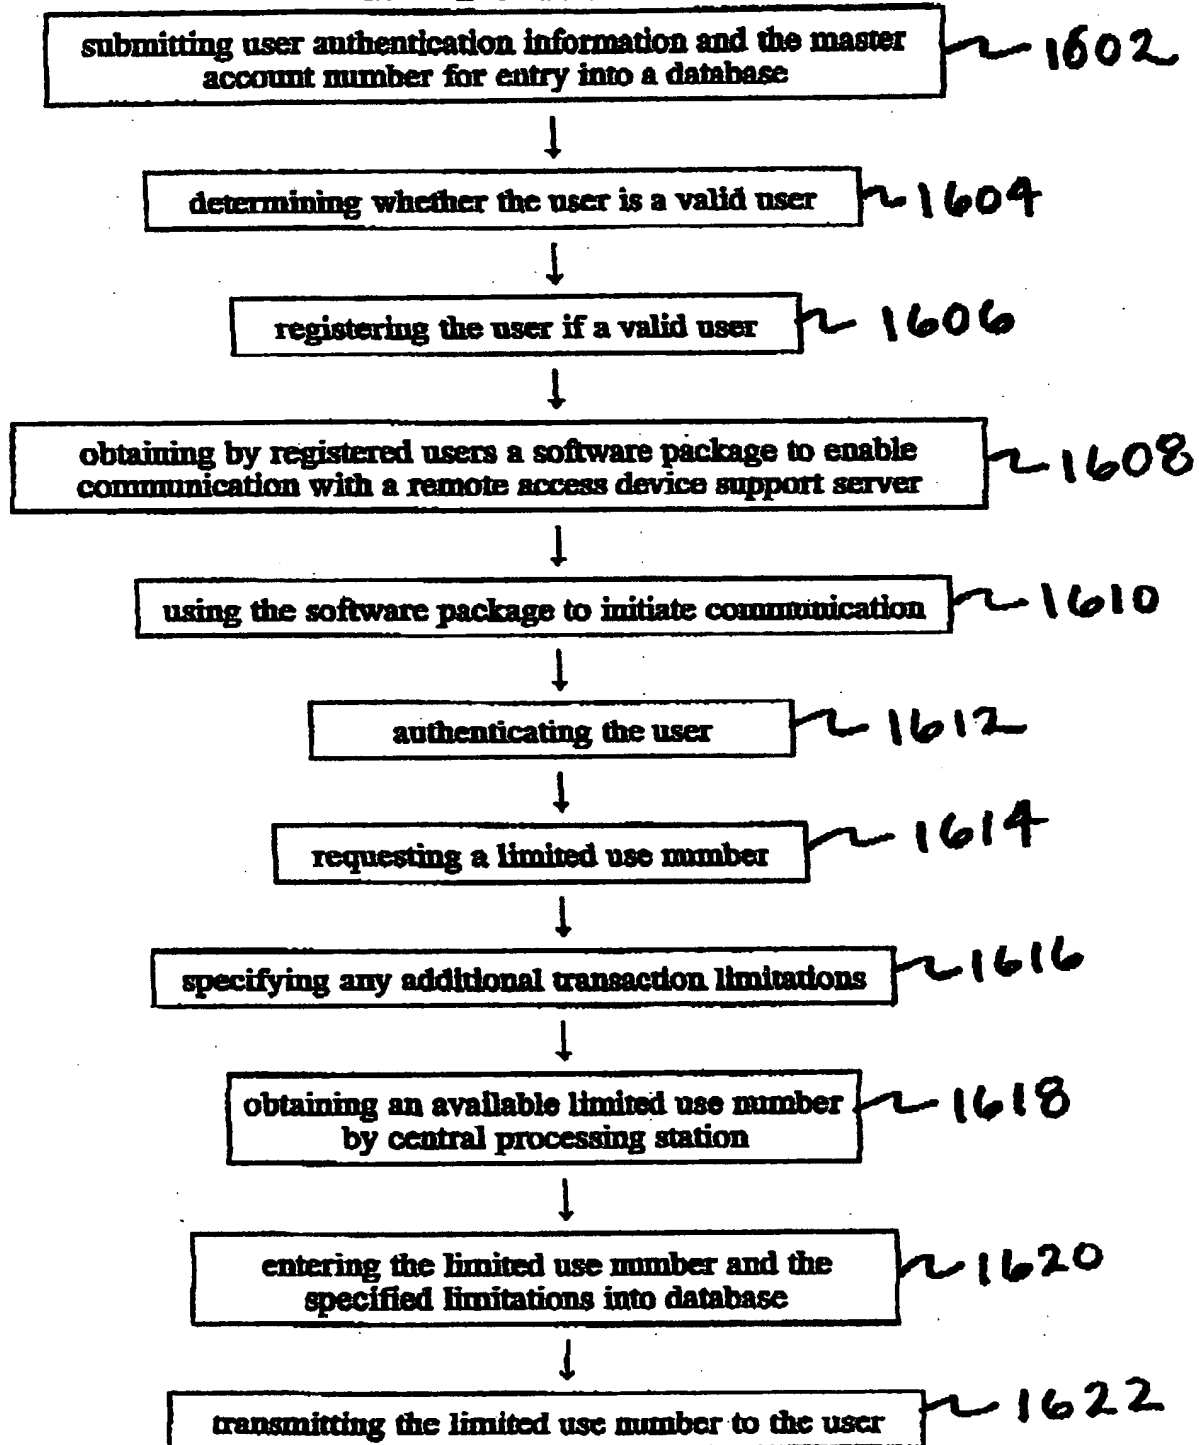 submitting user authentication information and the master
account number for entry into a database
1602
determining whether the user is a valid user
1604
registering the user if a valid user
1606
obtaining by registered users a software package to enable
communication with a remote access device support server
1608
using the software package to initiate communication
1610
authenticating the user
1612
requesting a limited use number
1614
specifying any additional transaction limitations
1616
obtaining an available limited use number
by central processing station
1618
entering the limited use number and the
specified limitations into database
1620
transmitting the limited use number to the user
1622